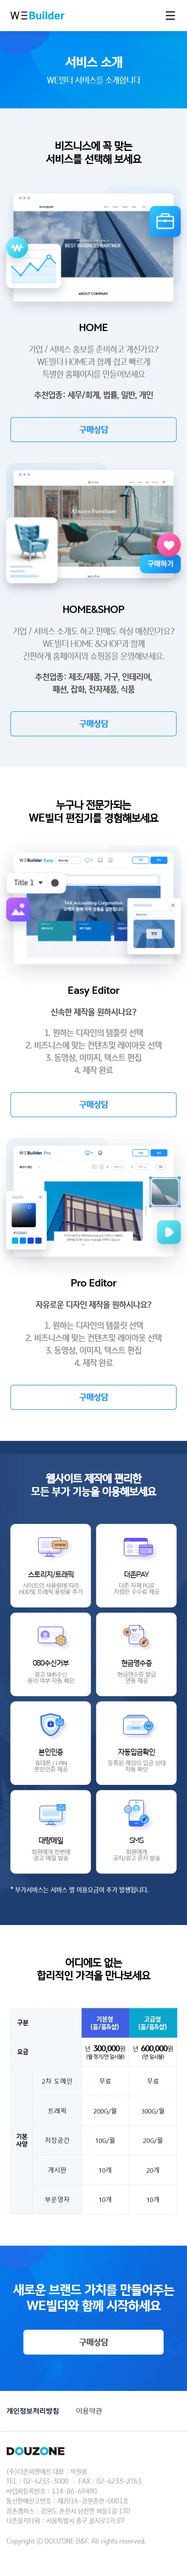 WEBuilder
서비스 소개
WE빌더 서비스를 소개합니다
비즈니스에 꼭 맞는
서비스를 선택해 보세요
BEST BUSINESS PARTNER
ABOUT COMPANY
HOME
기업 / 서비스 홍보를 준비하고 계신가요?
WE빌더 HOME과 함께 쉽고 빠르게
특별한 홈페이지를 만들어보세요
추천업종: 세무/회계, 법률, 일반, 개인
구매상담
Always Furniture
구매하기
HOME&SHOP
기업 / 서비스 소개도 하고 판매도 하실 예정인가요?
WE빌더 HOME &SHOP과 함께
간편하게 홈페이지와 쇼핑몰을 운영해보세요.
추천업종: 제조/제품, 가구, 인테리어,
패션, 잡화, 전자제품, 식품
구매상담
누구나 전문가되는
WE빌더 편집기를 경험해보세요
WEBuilder Easy
Title 1
TAX Accounting Corporation
Easy Editor
신속한 제작을 원하시나요?
1. 원하는 디자인의 템플릿 선택
2. 비즈니스에 맞는 컨텐츠및 레이아웃 선택
3. 동영상, 이미지, 텍스트 편집
4. 제작 완료
구매상담
WEBuilder Pro
Pro Editor
자유로운 디자인 제작을 원하시나요?
1. 원하는 디자인의 템플릿 선택
2. 비즈니스에 맞는 컨텐츠및 레이아웃 선택
3. 동영상, 이미지, 텍스트 편집
4. 제작 완료
구매상담
웹사이트 제작에 편리한
모든 부가 기능을 이용해보세요
스토리지/트래픽
사이트의 사용량에 따라
HDD및 트래픽 용량을 추가
더존PAY
더존 자체 PG로
저렴한 수수료 제공
080수신거부
광고 SMS수신
동의 여부 자동 확인
현금영수증
현금영수증 발급
연동 제공
본인인증
휴대폰 / I-PIN
본인인증 제공
자동입금확인
등록된 계좌의 입금 상태
자동 확인
대량메일
회원에게 한번에
광고 메일 발송
SMS
회원에게
공지/광고 문자 발송
* 부가서비스는 서비스 별 이용요금이 추가 발생됩니다.
어디에도 없는
합리적인 가격을 만나보세요
구분
기본형
(홈/홈&샵)
고급형
(홈/홈&샵)
요금
년 300,000원
년 600,000원
(연 일시불)
기본
사양
2차 도메인
무료
무료
트래픽
200G/월
300G/월
저장공간
10G/월
20G/월
게시판
10개
20개
부운영자
10개
10개
새로운 브랜드 가치를 만들어주는
WE빌더와 함께 시작하세요
구매상담
개인정보처리방침
이용약관
DOUZONE
(주)더존비앤에프 대표 : 박원용
TEL : 02-6233-3000 | FAX : 02-6233-2763
사업자등록번호 : 114-86-69490
통신판매신고번호 : 제2016-강원춘천-0001호
강촌캠퍼스 : 강원도 춘천시 남산면 버들1길 130
더존을지타워 : 서울특별시 중구 을지로1가 87
Copyright ⓒ DOUZONE B&F. All rights reserved.